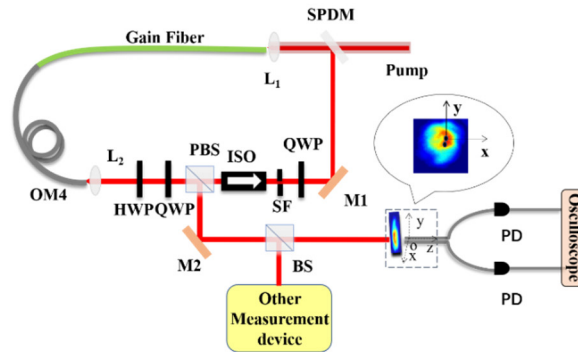 SPDM
Gain Fiber
L1
Pump
y
x
L2
PBS
ISO
QWP
OM4
HWP
QWP
SF
M1
M2
BS
y
o
z
x
PD
PD
Oscilloscope
Other
Measurement
device